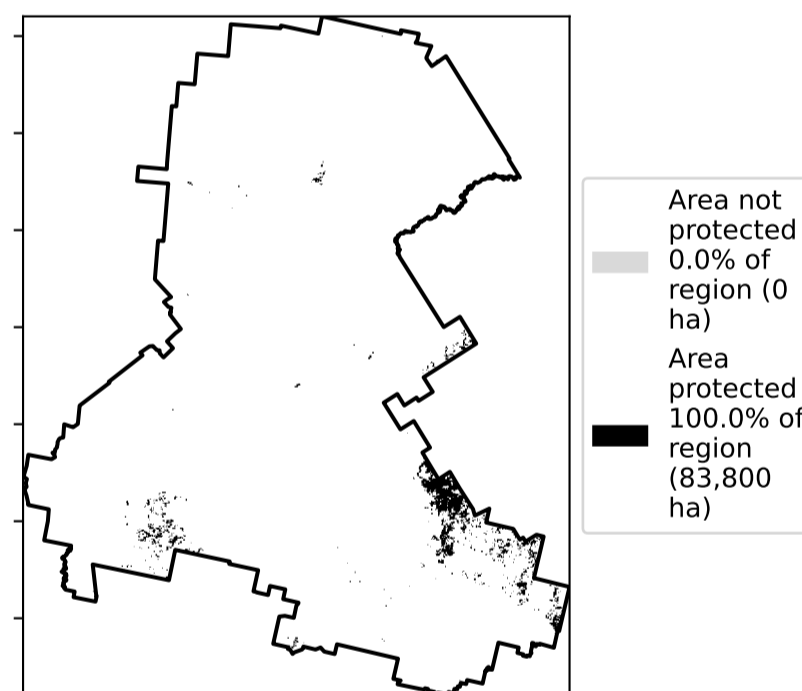 Area not
protected
0.0% of
region (0
ha)
Area
protected
100.0% of
region
(83,800
ha)